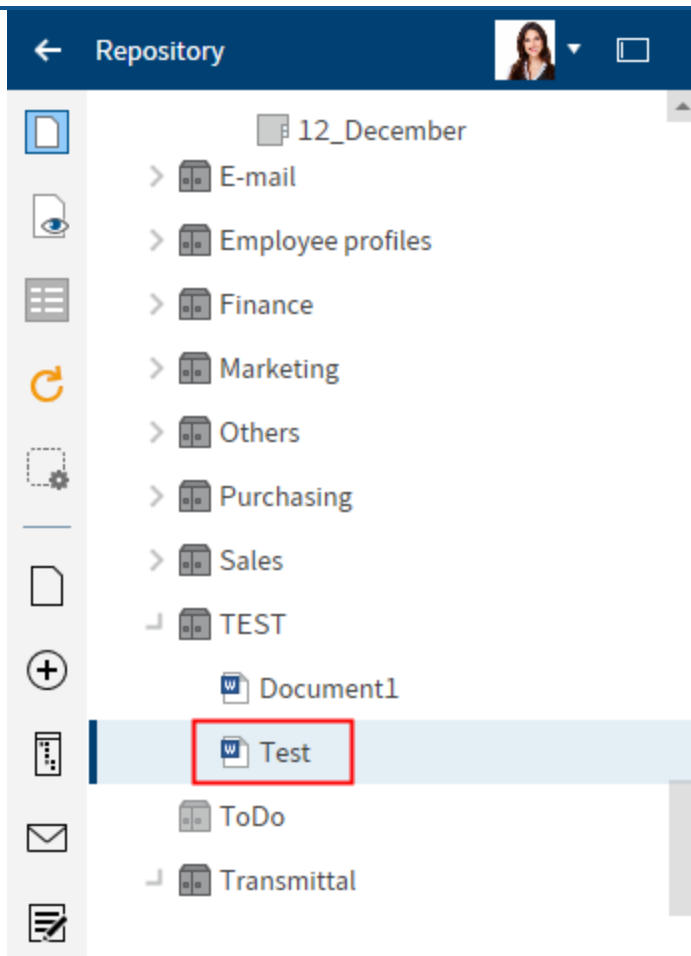 Repository
12_December
E-mail
Employee profiles
Finance
Marketing
Others
Purchasing
Sales
TEST
Document1
Test
ToDo
Transmittal